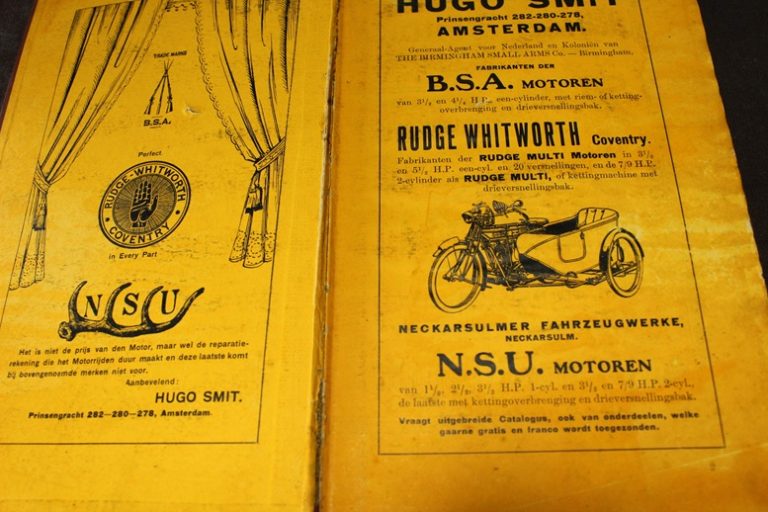 TRADE MARKS
B.S.A.
Perfect
RUDGE-WHITWORTH
COVENTRY
in Every Part
NSU
Het is niet de prijs van den Motor, maar wel de reparatie-
rekening die het Motorrijden duur maakt en deze laatste komt
bij bovengenoemde merken niet voor.
Aanbevelend:
HUGO SMIT.
Prinsengracht 282—280—278, Amsterdam.
HUGO SMIT
Prinsengracht 282-280-278,
AMSTERDAM.
Generaal-Agent voor Nederland en Koloniën van
THE BIRMINGHAM SMALL ARMS Co. — Birmingham.
FABRIKANTEN DER
B.S.A. MOTOREN
van 3½ en 4¼ H.P. een-cylinder, met riem- of ketting-
overbrenging en drieversnellingsbak.
RUDGE WHITWORTH Coventry.
Fabrikanten der RUDGE MULTI Motoren in 3½
en 5½ H.P. een-cyl. en 20 versnellingen, en de 7/9 H.P.
2-cylinder als RUDGE MULTI, of kettingmachine met
drieversnellingsbak.
NECKARSULMER FAHRZEUGWERKE,
NECKARSULM.
N.S.U. MOTOREN
van 1½, 2½, 3½ H.P. 1-cyl. en 3½ en 7/9 H.P. 2-cyl.,
de laatste met kettingoverbrenging en drieversnellingsbak.
Vraagt uitgebreide Catalogus, ook van onderdeelen, welke
gaarne gratis en franco wordt toegezonden.